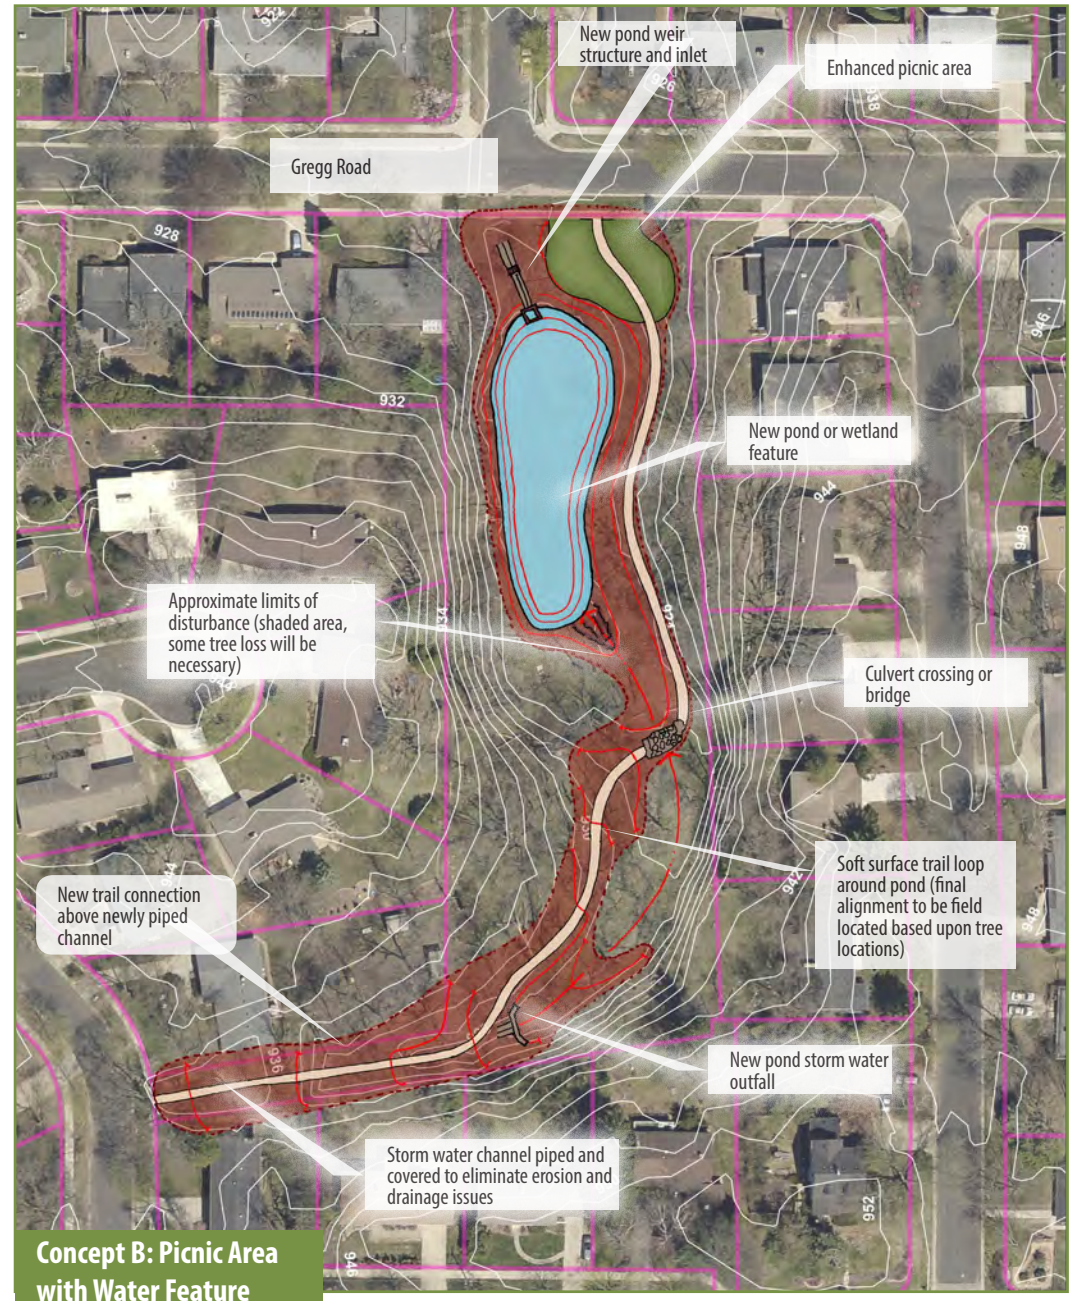 New pond weir
structure and inlet
Enhanced picnic area
922
926
938
Gregg Road
928
946
932
New pond or wetland
feature
944
948
Approximate limits of
disturbance (shaded area,
some tree loss will be
necessary)
934
Culvert crossing or
bridge
930
Soft surface trail loop
around pond (final
alignment to be field
located based upon tree
locations)
942
944
948
New trail connection
above newly piped
channel
936
New pond storm water
outfall
Storm water channel piped and
covered to eliminate erosion and
drainage issues
952
946
Concept B: Picnic Area
with Water Feature